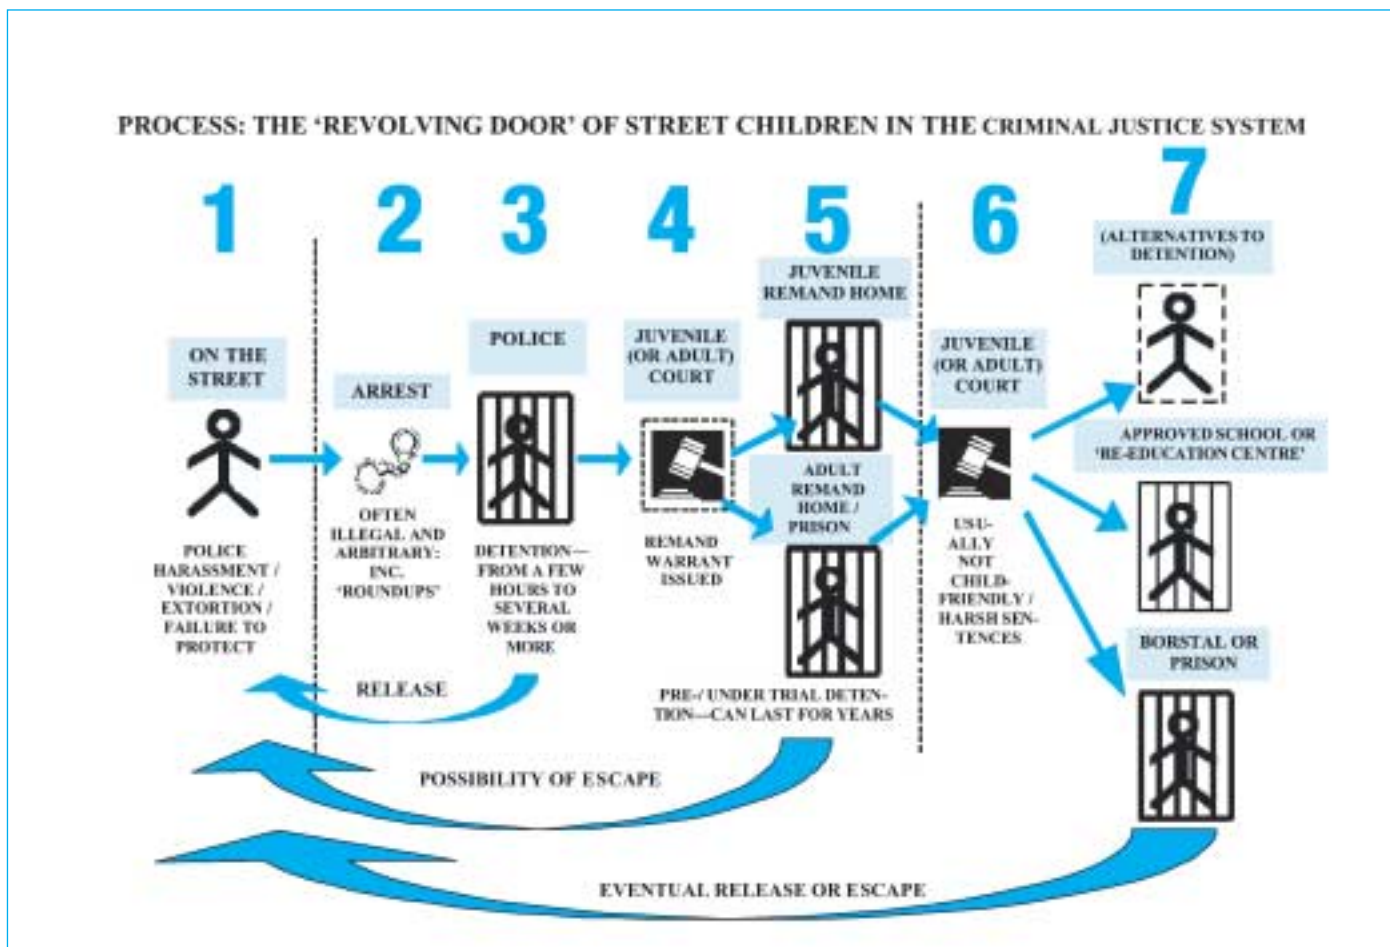 PROCESS: THE ‘REVOLVING DOOR’ OF STREET CHILDREN IN THE CRIMINAL JUSTICE SYSTEM
1
ON THE
STREET
POLICE
HARASSMENT /
VIOLENCE /
EXTORTION /
FAILURE TO
PROTECT
2
ARREST
OFTEN
ILLEGAL AND
ARBITRARY:
INC.
‘ROUNDUPS’
3
POLICE
DETENTION—
FROM A FEW
HOURS TO
SEVERAL
WEEKS OR
MORE
4
JUVENILE
(OR ADULT)
COURT
REMAND
WARRANT
ISSUED
5
JUVENILE
REMAND HOME
ADULT
REMAND
HOME /
PRISON
PRE-/ UNDER TRIAL DETEN-
TION—CAN LAST FOR YEARS
6
JUVENILE
(OR ADULT)
COURT
USU-
ALLY
NOT
CHILD-
FRIENDLY /
HARSH SEN-
TENCES
7
(ALTERNATIVES TO
DETENTION)
APPROVED SCHOOL OR
‘RE-EDUCATION CENTRE’
BORSTAL OR
PRISON
RELEASE
POSSIBILITY OF ESCAPE
EVENTUAL RELEASE OR ESCAPE